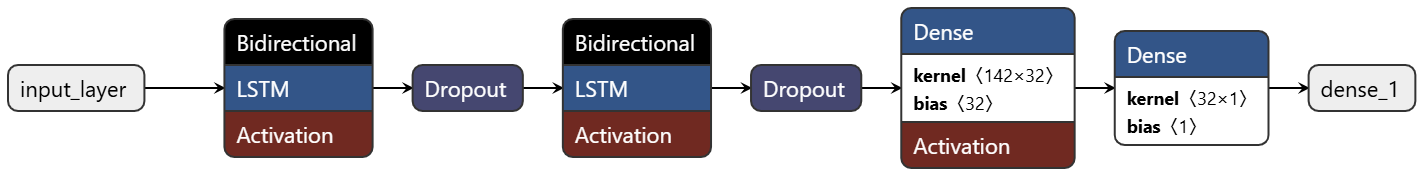 input_layer
Bidirectional
LSTM
Activation
Dropout
Bidirectional
LSTM
Activation
Dropout
Dense
kernel〈142×32〉
bias〈32〉
Activation
Dense
kernel〈32×1〉
bias〈1〉
dense_1